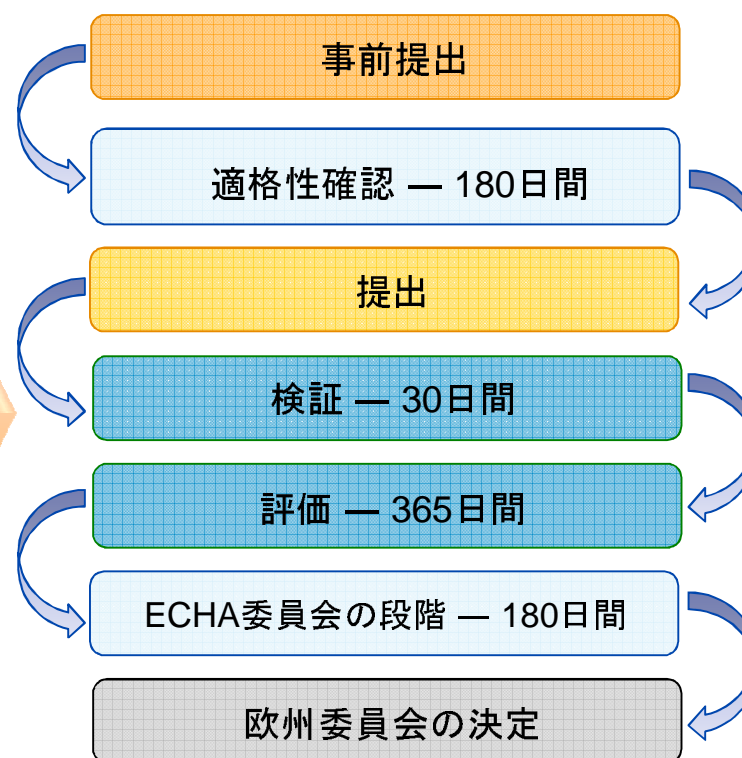 事前提出
適格性確認 — 180日間
提出
検証 — 30日間
評価 — 365日間
ECHA委員会の段階 — 180日間
欧州委員会の決定